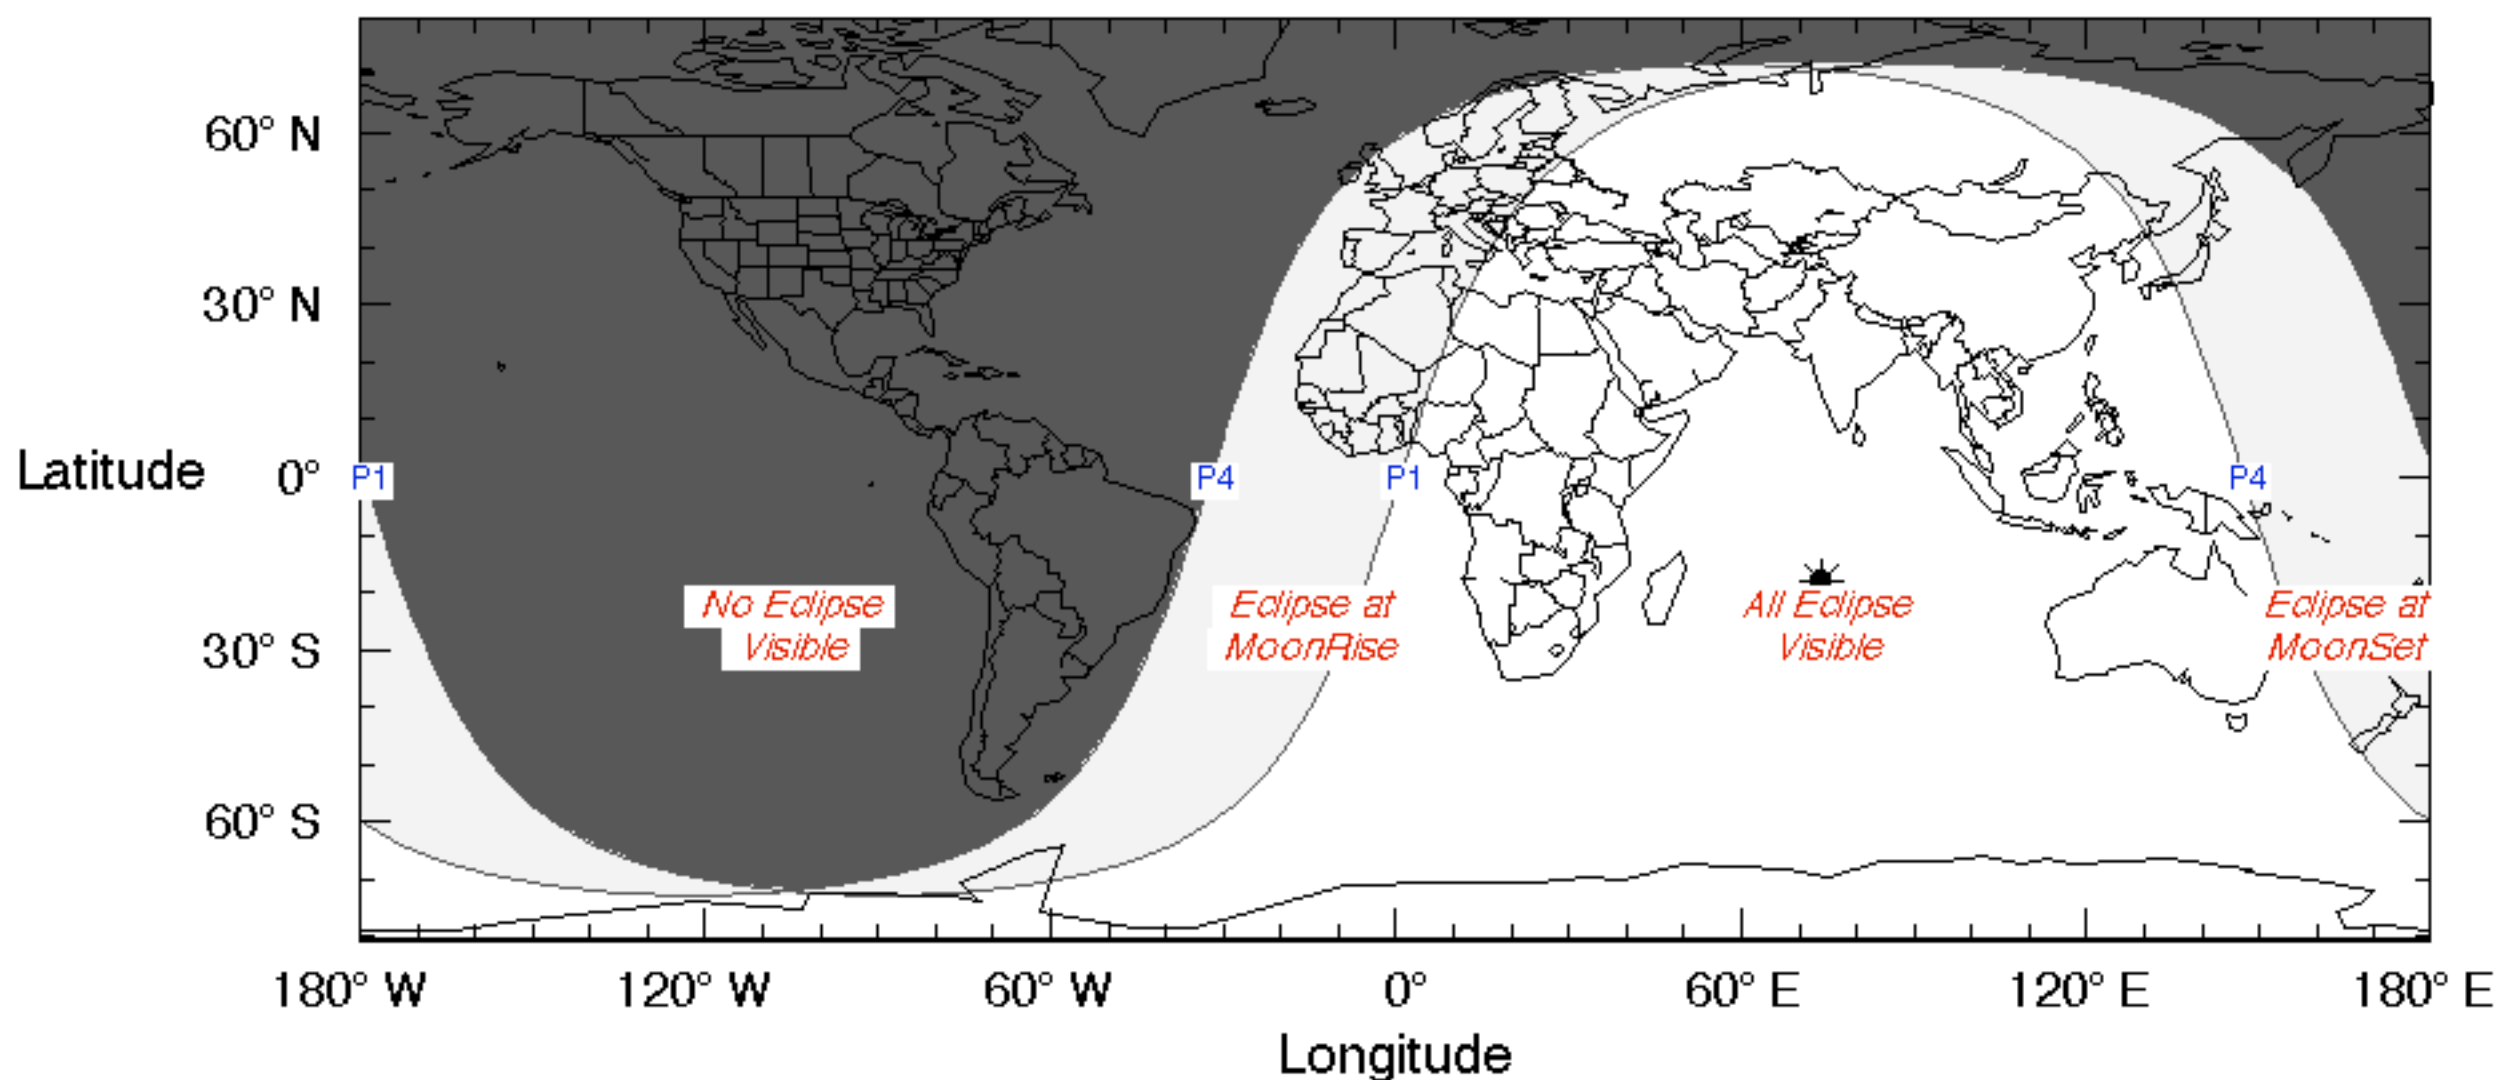 60° N
30° N
Latitude 0°
P1 P4 P1 P4
No Eclipse
Visible
Eclipse at
MoonRise
All Eclipse
Visible
Eclipse at
MoonSet
30° S
60° S
180° W 120° W 60° W 0° 60° E 120° E 180° E
Longitude